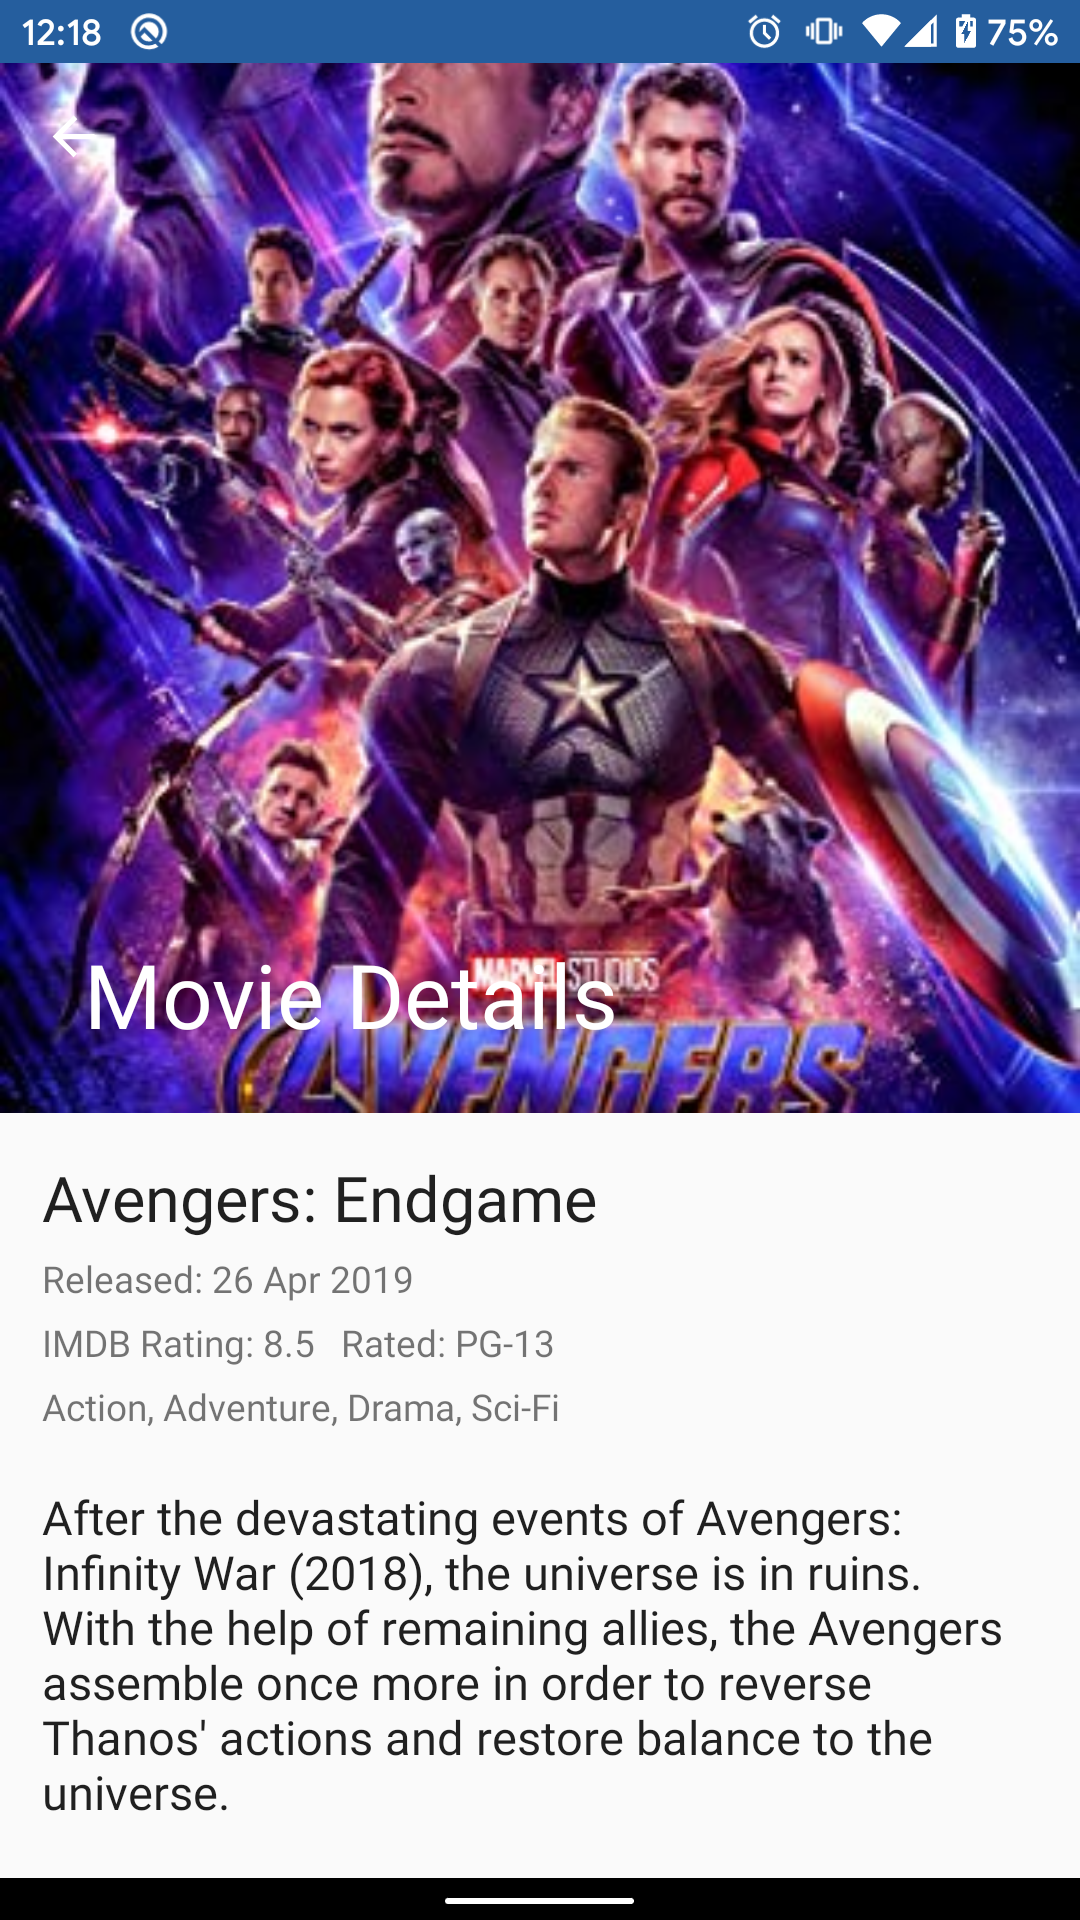 12:18
75%
MARVEL STUDIOS
Movie Details
AVENGERS
Avengers: Endgame
Released: 26 Apr 2019
IMDB Rating: 8.5 Rated: PG-13
Action, Adventure, Drama, Sci-Fi
After the devastating events of Avengers:
Infinity War (2018), the universe is in ruins.
With the help of remaining allies, the Avengers
assemble once more in order to reverse
Thanos' actions and restore balance to the
universe.